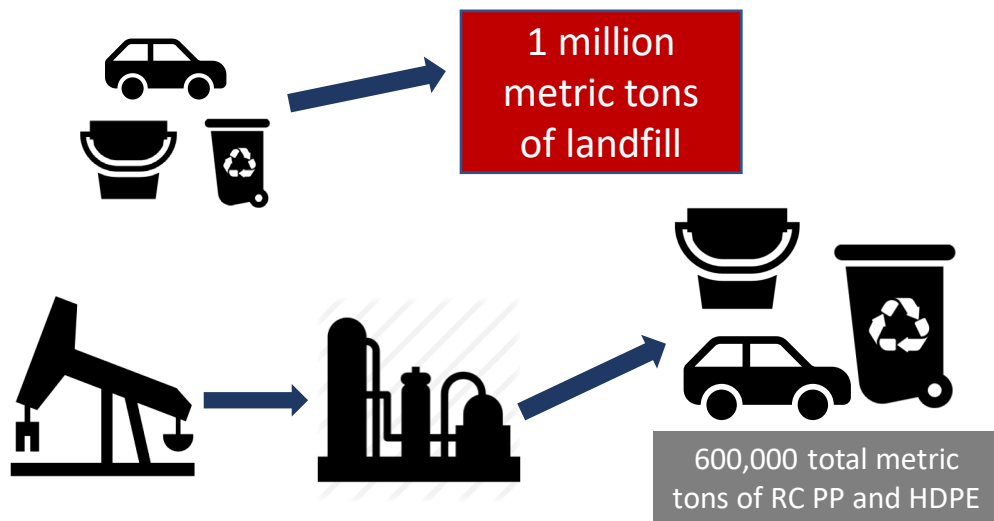 1 million
metric tons
of landfill
600,000 total metric
tons of RC PP and HDPE